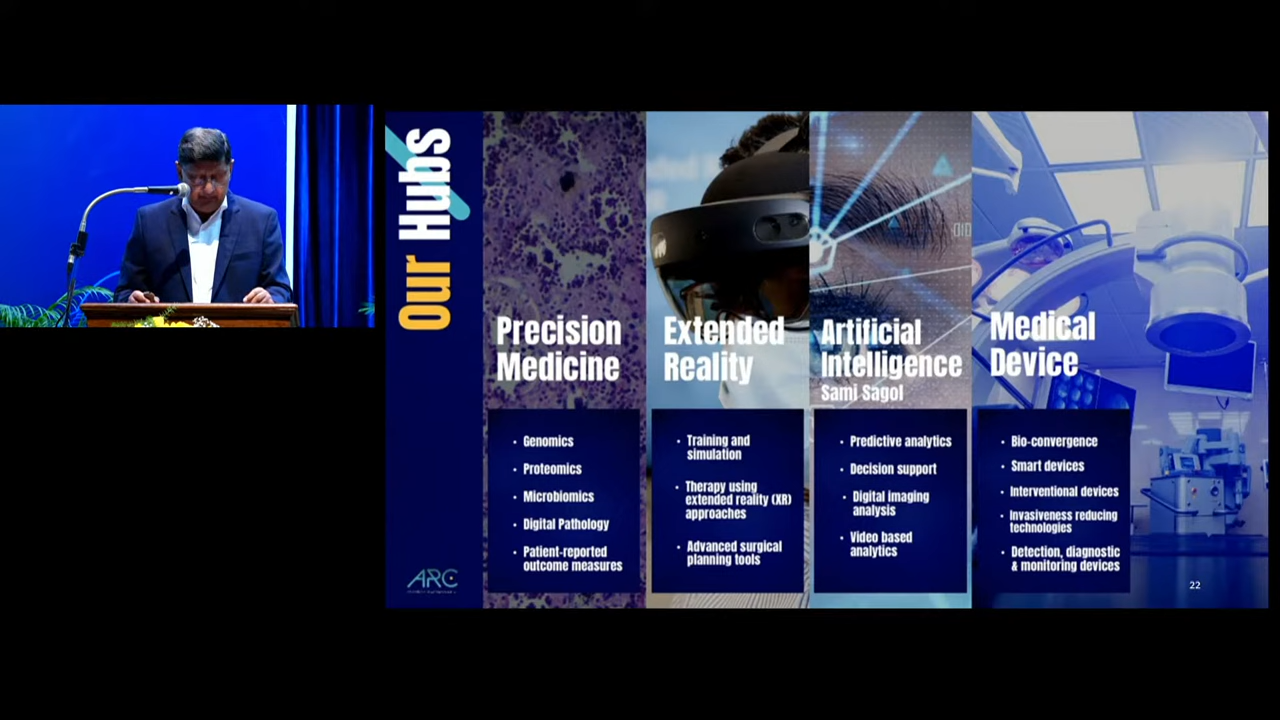 Our Hubs
Precision
Medicine
• Genomics
• Proteomics
• Microbiomics
• Digital Pathology
• Patient-reported
outcome measures
Extended
Reality
• Training and
simulation
• Therapy using
extended reality (XR)
approaches
• Advanced surgical
planning tools
Artificial
Intelligence
Sami Sagol
• Predictive analytics
• Decision support
• Digital imaging
analysis
• Video based
analytics
Medical
Device
• Bio-convergence
• Smart devices
• Interventional devices
• Invasiveness reducing
technologies
• Detection, diagnostic
& monitoring devices
ARC
22